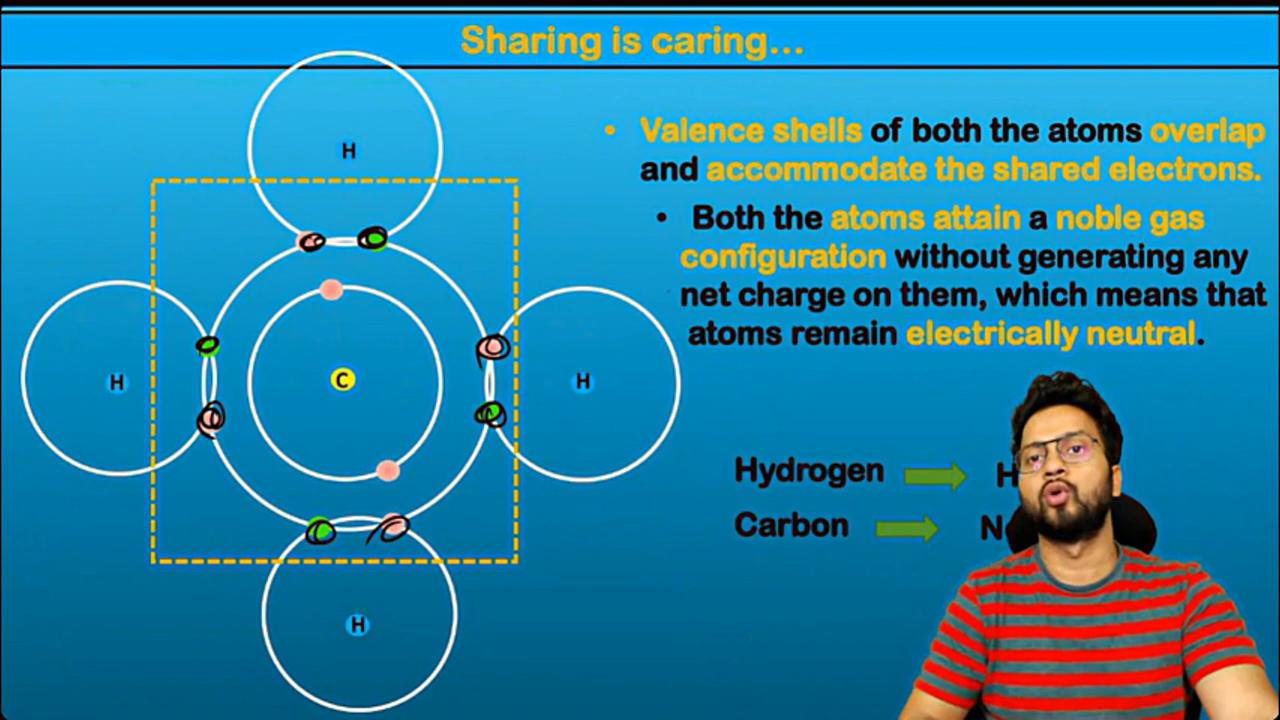 Sharing is caring...
• Valence shells of both the atoms overlap
and accommodate the shared electrons.
• Both the atoms attain a noble gas
configuration without generating any
net charge on them, which means that
atoms remain electrically neutral.
H
H
C
H
H
Hydrogen H
Carbon N